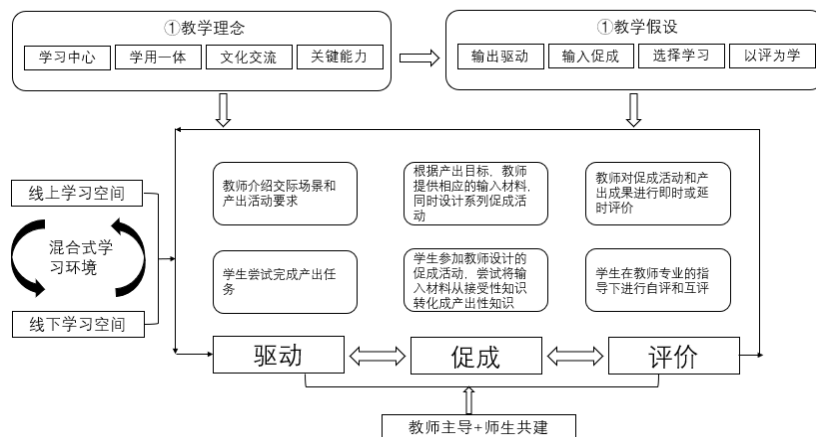 ①教学理念
学习中心
学用一体
文化交流
关键能力
①教学假设
输出驱动
输入促成
选择学习
以评为学
线上学习空间
混合式学
习环境
线下学习空间
教师介绍交际场景和
产出活动要求
根据产出目标，教师
提供相应的输入材料，
同时设计系列促成活
动
教师对促成活动和产
出成果进行即时或延
时评价
学生尝试完成产出任
务
学生参加教师设计的
促成活动，尝试将输
入材料从接受性知识
转化成产出性知识
学生在教师专业的指
导下进行自评和互评
驱动
促成
评价
教师主导+师生共建